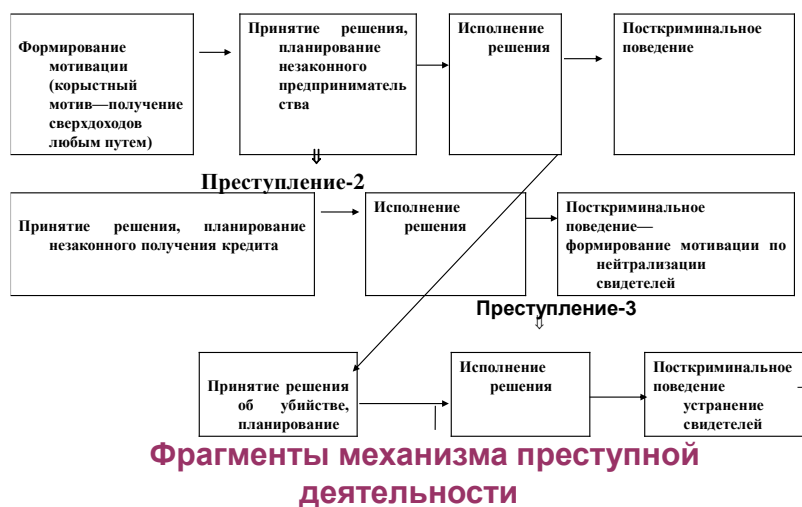 Формирование
мотивации
(корыстный
мотив—получение
сверхдоходов
любым путем)
Принятие решения,
планирование
незаконного
предприниматель
ства
Исполнение
решения
Посткриминальное
поведение
⇓
Преступление-2
Принятие решения, планирование
незаконного получения кредита
Исполнение
решения
Посткриминальное
поведение—
формирование мотивации по
нейтрализации
свидетелей
Преступление-3
⇩
Принятие решения
об убийстве,
планирование
Исполнение
решения
Посткриминальное
поведение –
устранение
свидетелей
Фрагменты механизма преступной
деятельности